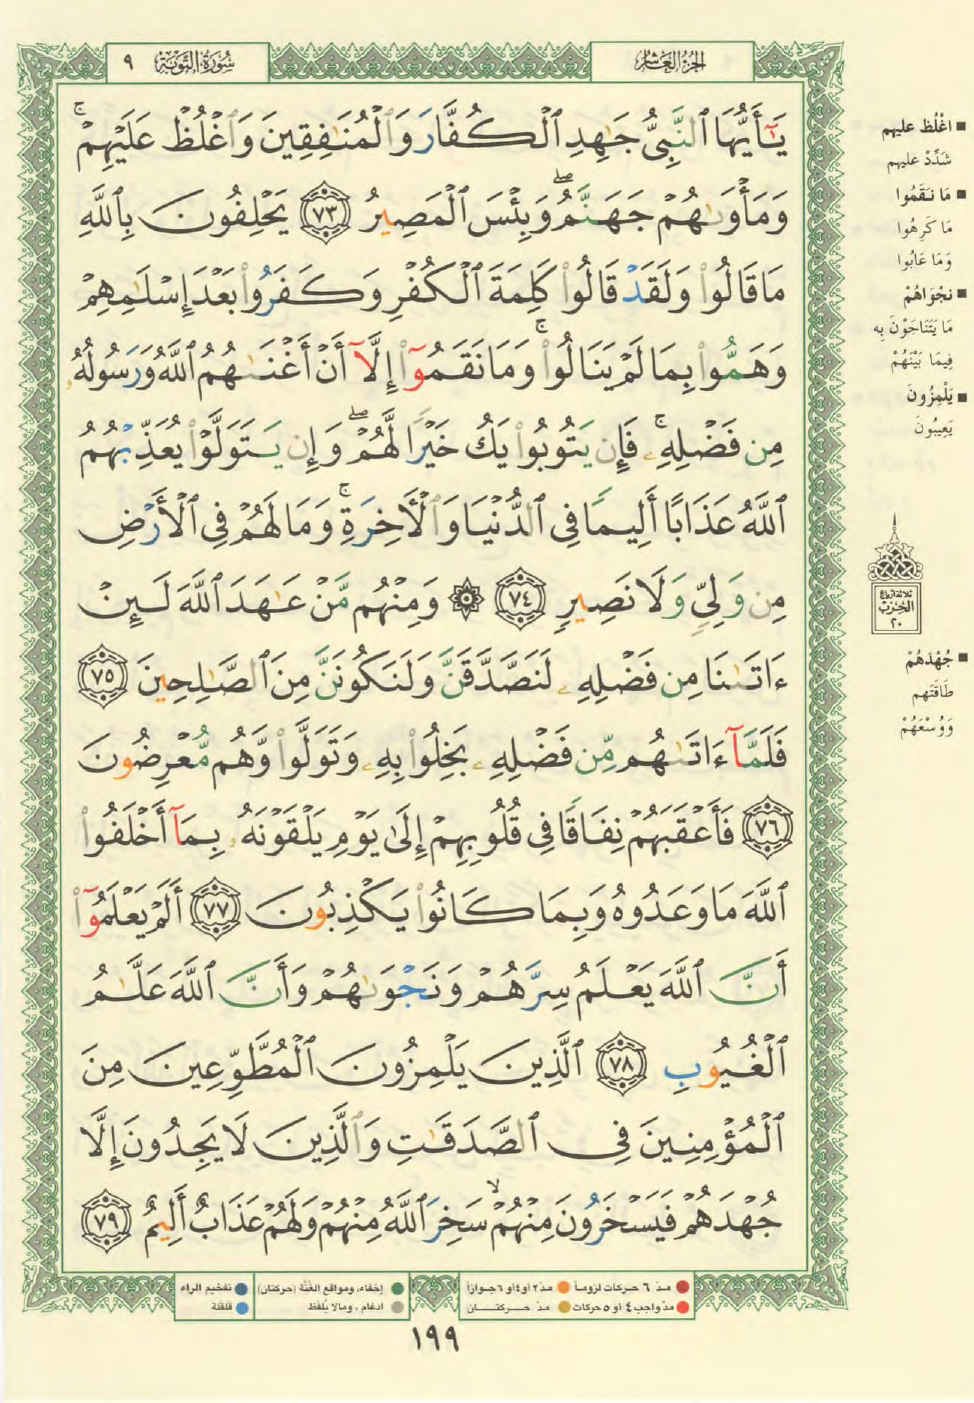 سُورَةُ التَّوْبَةِ ٩
الجُزْءُ العَاشِرُ
يَٰٓأَيُّهَا ٱلنَّبِىُّ جَٰهِدِ ٱلْكُفَّارَ وَٱلْمُنَٰفِقِينَ وَٱغْلُظْ عَلَيْهِمْۚ
وَمَأْوَىٰهُمْ جَهَنَّمُۖ وَبِئْسَ ٱلْمَصِيرُ ﴿٧٣﴾ يَحْلِفُونَ بِٱللَّهِ
مَا قَالُوا۟ وَلَقَدْ قَالُوا۟ كَلِمَةَ ٱلْكُفْرِ وَكَفَرُوا۟ بَعْدَ إِسْلَٰمِهِمْ
وَهَمُّوا۟ بِمَا لَمْ يَنَالُوا۟ۚ وَمَا نَقَمُوٓا۟ إِلَّآ أَنْ أَغْنَىٰهُمُ ٱللَّهُ وَرَسُولُهُۥ
مِن فَضْلِهِۦۚ فَإِن يَتُوبُوا۟ يَكُ خَيْرًا لَّهُمْۖ وَإِن يَتَوَلَّوْا۟ يُعَذِّبْهُمُ
ٱللَّهُ عَذَابًا أَلِيمًا فِى ٱلدُّنْيَا وَٱلْأَخِرَةِۚ وَمَا لَهُمْ فِى ٱلْأَرْضِ
مِن وَلِىٍّ وَلَا نَصِيرٍ ﴿٧٤﴾ ۞ وَمِنْهُم مَّنْ عَٰهَدَ ٱللَّهَ لَئِنْ
ءَاتَىٰنَا مِن فَضْلِهِۦ لَنَصَّدَّقَنَّ وَلَنَكُونَنَّ مِنَ ٱلصَّٰلِحِينَ ﴿٧٥﴾
فَلَمَّآ ءَاتَىٰهُم مِّن فَضْلِهِۦ بَخِلُوا۟ بِهِۦ وَتَوَلَّوا۟ وَّهُم مُّعْرِضُونَ
﴿٧٦﴾ فَأَعْقَبَهُمْ نِفَاقًا فِى قُلُوبِهِمْ إِلَىٰ يَوْمِ يَلْقَوْنَهُۥ بِمَآ أَخْلَفُوا۟
ٱللَّهَ مَا وَعَدُوهُ وَبِمَا كَانُوا۟ يَكْذِبُونَ ﴿٧٧﴾ أَلَمْ يَعْلَمُوٓا۟
أَنَّ ٱللَّهَ يَعْلَمُ سِرَّهُمْ وَنَجْوَىٰهُمْ وَأَنَّ ٱللَّهَ عَلَّٰمُ
ٱلْغُيُوبِ ﴿٧٨﴾ ٱلَّذِينَ يَلْمِزُونَ ٱلْمُطَّوِّعِينَ مِنَ
ٱلْمُؤْمِنِينَ فِى ٱلصَّدَقَٰتِ وَٱلَّذِينَ لَا يَجِدُونَ إِلَّا
جُهْدَهُمْ فَيَسْخَرُونَ مِنْهُمْۙ سَخِرَ ٱللَّهُ مِنْهُمْ وَلَهُمْ عَذَابٌ أَلِيمٌ ﴿٧٩﴾
■ اغْلُظ عليهم
شَدِّدْ عليهم
■ مَا نَقَمُوا
مَا كَرِهُوا
وَمَا عَابُوا
■ نَجْوَاهُمْ
مَا يَتَنَاجَوْنَ بِهِ
فِيمَا بَيْنَهُمْ
■ يَلْمِزُونَ
يَعِيبُونَ
ثلاثة أرباع
الحِزْبُ
٢٠
■ جُهْدَهُمْ
طَاقَتَهم
وَوُسْعَهُمْ
● مدّ ٦ حركات لزوماً ● مدّ ٢ أو ٤ أو ٦ جوازاً
● مدّ واجب ٤ أو ٥ حركات ● مدّ حركتان
● إخفاء، ومواقع الغُنَّة (حركتان) ● تفخيم الراء
● ادغام، ومالا يُلفظ ● قلقلة
١٩٩